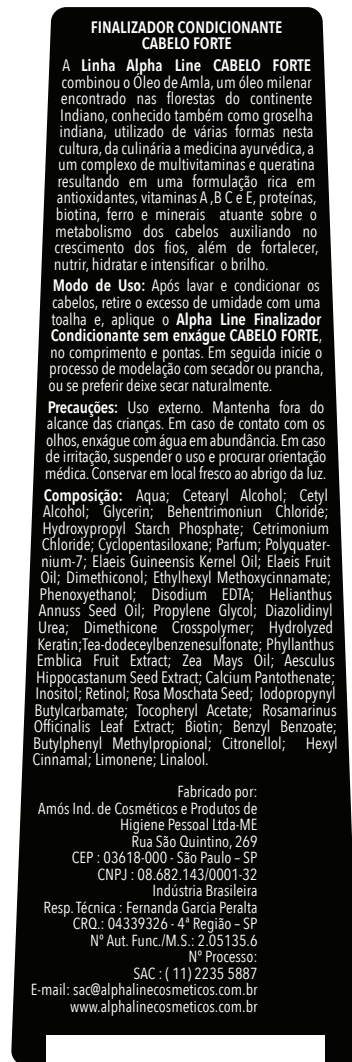 FINALIZADOR CONDICIONANTE
CABELO FORTE
A Linha Alpha Line CABELO FORTE
combinou o Óleo de Amla, um óleo milenar
encontrado nas florestas do continente
Indiano, conhecido também como groselha
indiana, utilizado de várias formas nesta
cultura, da culinária a medicina ayurvédica, a
um complexo de multivitaminas e queratina
resultando em uma formulação rica em
antioxidantes, vitaminas A ,B C e E, proteínas,
biotina, ferro e minerais atuante sobre o
metabolismo dos cabelos auxiliando no
crescimento dos fios, além de fortalecer,
nutrir, hidratar e intensificar o brilho.
Modo de Uso: Após lavar e condicionar os
cabelos, retire o excesso de umidade com uma
toalha e, aplique o Alpha Line Finalizador
Condicionante sem enxágue CABELO FORTE,
no comprimento e pontas. Em seguida inicie o
processo de modelação com secador ou prancha,
ou se preferir deixe secar naturalmente.
Precauções: Uso externo. Mantenha fora do
alcance das crianças. Em caso de contato com os
olhos, enxágue com água em abundância. Em caso
de irritação, suspender o uso e procurar orientação
médica. Conservar em local fresco ao abrigo da luz.
Composição: Aqua; Cetearyl Alcohol; Cetyl
Alcohol; Glycerin; Behentrimoniun Chloride;
Hydroxypropyl Starch Phosphate; Cetrimonium
Chloride; Cyclopentasiloxane; Parfum; Polyquater-
nium-7; Elaeis Guineensis Kernel Oil; Elaeis Fruit
Oil; Dimethiconol; Ethylhexyl Methoxycinnamate;
Phenoxyethanol; Disodium EDTA; Helianthus
Annuss Seed Oil; Propylene Glycol; Diazolidinyl
Urea; Dimethicone Crosspolymer; Hydrolyzed
Keratin;Tea-dodeceylbenzenesulfonate; Phyllanthus
Emblica Fruit Extract; Zea Mays Oil; Aesculus
Hippocastanum Seed Extract; Calcium Pantothenate;
Inositol; Retinol; Rosa Moschata Seed; Iodopropynyl
Butylcarbamate; Tocopheryl Acetate; Rosamarinus
Officinalis Leaf Extract; Biotin; Benzyl Benzoate;
Butylphenyl Methylpropional; Citronellol; Hexyl
Cinnamal; Limonene; Linalool.
Fabricado por:
Amós Ind. de Cosméticos e Produtos de
Higiene Pessoal Ltda-ME
Rua São Quintino, 269
CEP : 03618-000 - São Paulo – SP
CNPJ : 08.682.143/0001-32
Indústria Brasileira
Resp. Técnica : Fernanda Garcia Peralta
CRQ.: 04339326 - 4ª Região – SP
Nº Aut. Func./M.S.: 2.05135.6
Nº Processo:
SAC : ( 11) 2235 5887
E-mail: sac@alphalinecosmeticos.com.br
www.alphalinecosmeticos.com.br